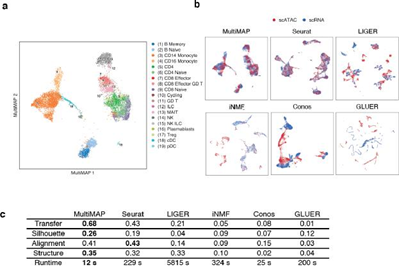 a
MultiMAP 2
MultiMAP 1
(1) B Memory
(2) B Naive
(3) CD14 Monocyte
(4) CD16 Monocyte
(5) CD4
(6) CD4 Naive
(7) CD8 Effector
(8) CD8 Effector GD T
(9) CD8 Naive
(10) Cycling
(11) GD T
(12) ILC
(13) MAIT
(14) NK
(15) NK ILC
(16) Plasmablasts
(17) Treg
(18) cDC
(19) pDC
b
scATAC scRNA
MultiMAP Seurat LIGER
iNMF Conos GLUER
c
MultiMAP Seurat LIGER iNMF Conos GLUER
Transfer 0.68 0.43 0.21 0.05 0.08 0.01
Silhouette 0.26 0.19 0.04 0.09 0.07 0.12
Alignment 0.41 0.43 0.14 0.09 0.15 0.03
Structure 0.35 0.32 0.33 0.10 0.02 0.04
Runtime 12 s 229 s 5815 s 324 s 25 s 200 s